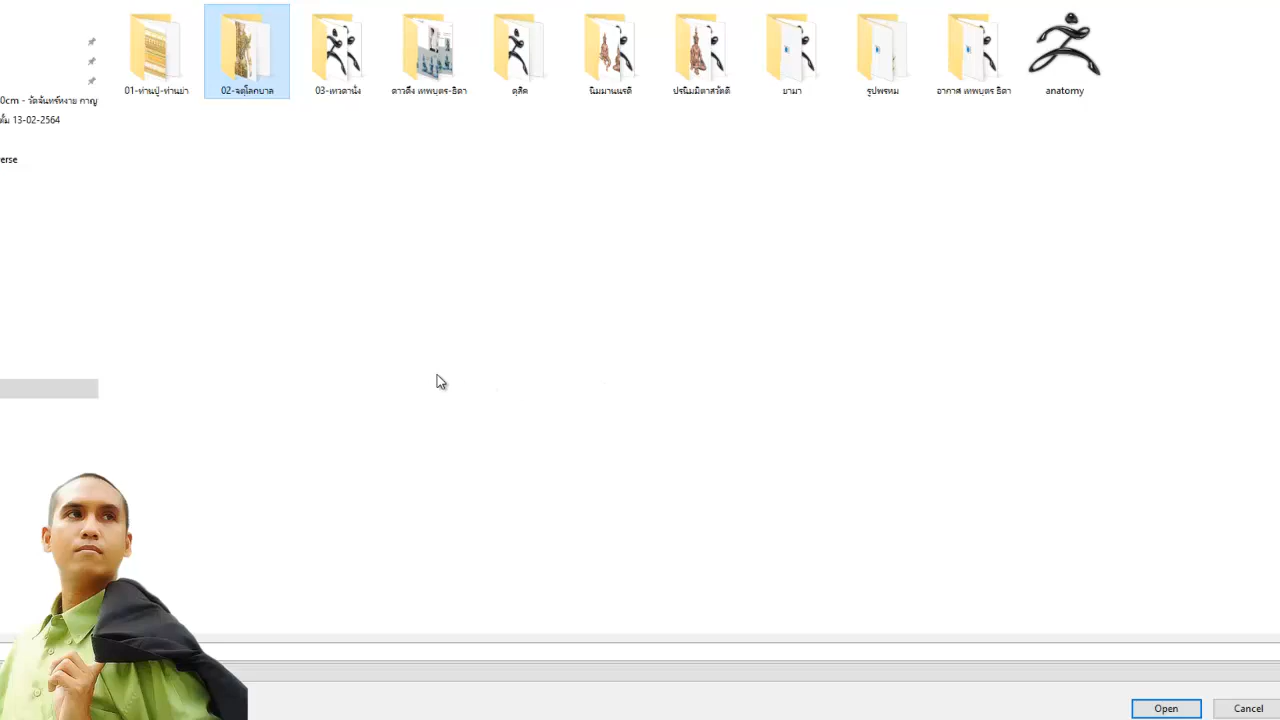 01-ท่านปู่-ท่านย่า
02-จตุโลกบาล
03-เทวดานั่ง
ดาวดึง เทพบุตร-ธิดา
ดุสิต
นิมมานนรดี
ปรนิมมิตาสวัตดี
ยามา
รูปพรหม
อากาศ เทพบุตร ธิดา
anatomy
0cm - วัดจันทร์หงาย กาญ
13-02-2564
erse
Open
Cancel